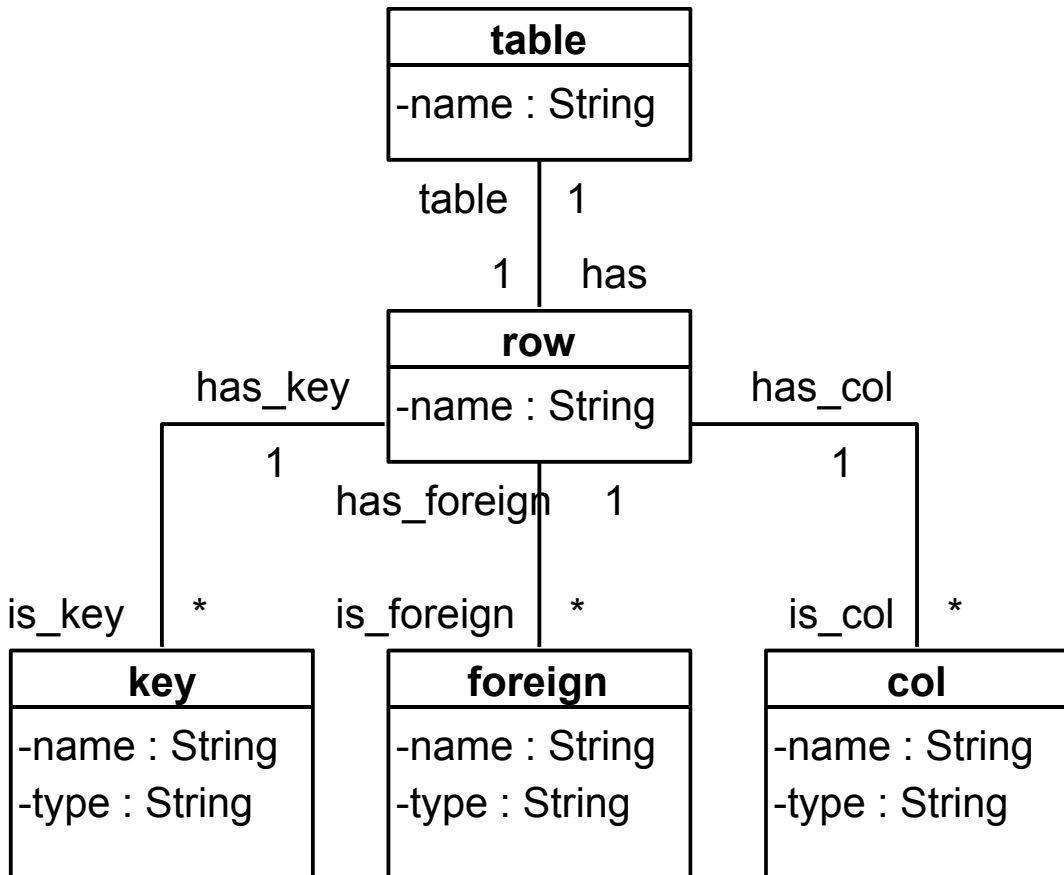 table
-name : String
table 1
1 has
row
-name : String
has_key
has_col
1
1
has_foreign 1
is_key *
is_foreign *
is_col *
key
-name : String
-type : String
foreign
-name : String
-type : String
col
-name : String
-type : String